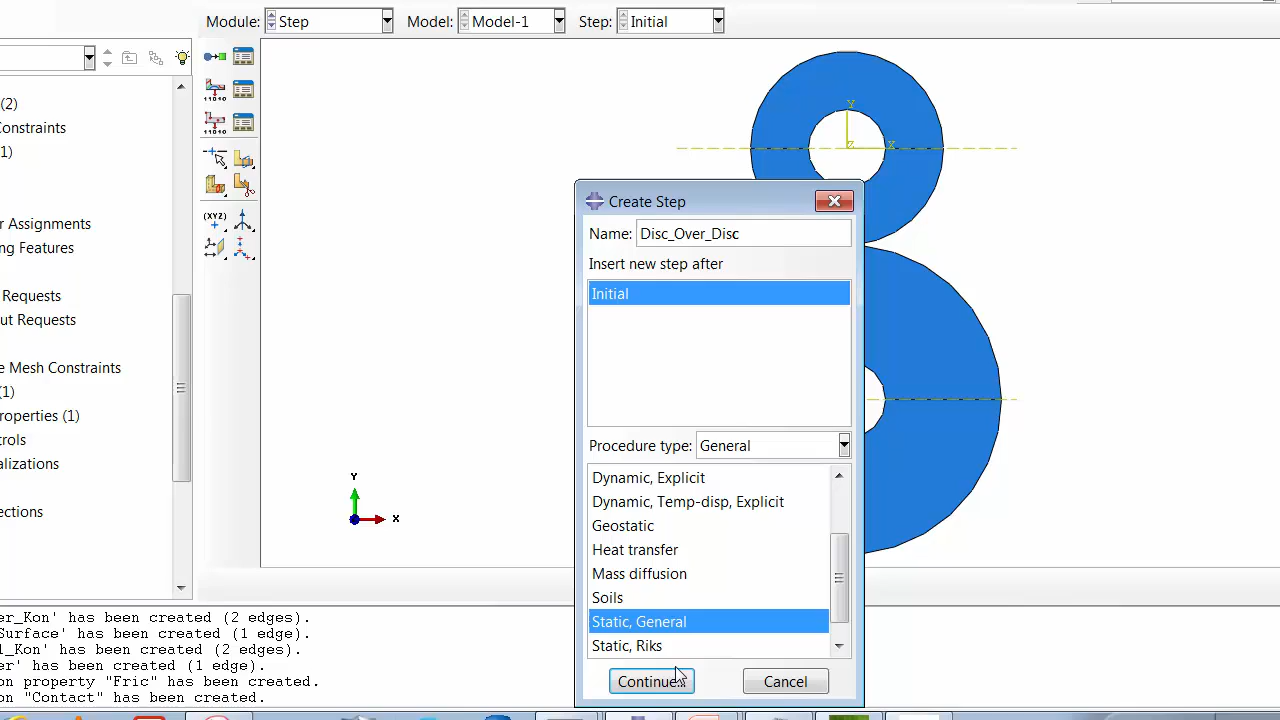 Module: Step Model: Model-1 Step: Initial
(2)
onstraints
(1)
r Assignments
ng Features
Requests
ut Requests
e Mesh Constraints
(1)
roperties (1)
rols
alizations
ections
Y
X
Z
Y
X
Create Step
Name: Disc_Over_Disc
Insert new step after
Initial
Procedure type: General
Dynamic, Explicit
Dynamic, Temp-disp, Explicit
Geostatic
Heat transfer
Mass diffusion
Soils
Static, General
Static, Riks
Continue... Cancel
er_Kon' has been created (2 edges).
Surface' has been created (1 edge).
l_Kon' has been created (2 edges).
er' has been created (1 edge).
on property "Fric" has been created.
on "Contact" has been created.